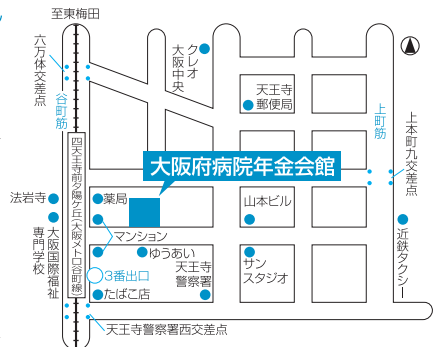 至東梅田
六万体交差点
谷町筋
クレオ
大阪中央
天王寺
郵便局
上町筋
上本町九交差点
大阪府病院年金会館
四天王寺前夕陽ケ丘(大阪メトロ谷町線)
法岩寺
薬局
山本ビル
大阪国際福祉
専門学校
マンション
ゆうあい
近鉄タクシー
3番出口
天王寺
警察署
サン
スタジオ
たばこ店
天王寺警察署西交差点